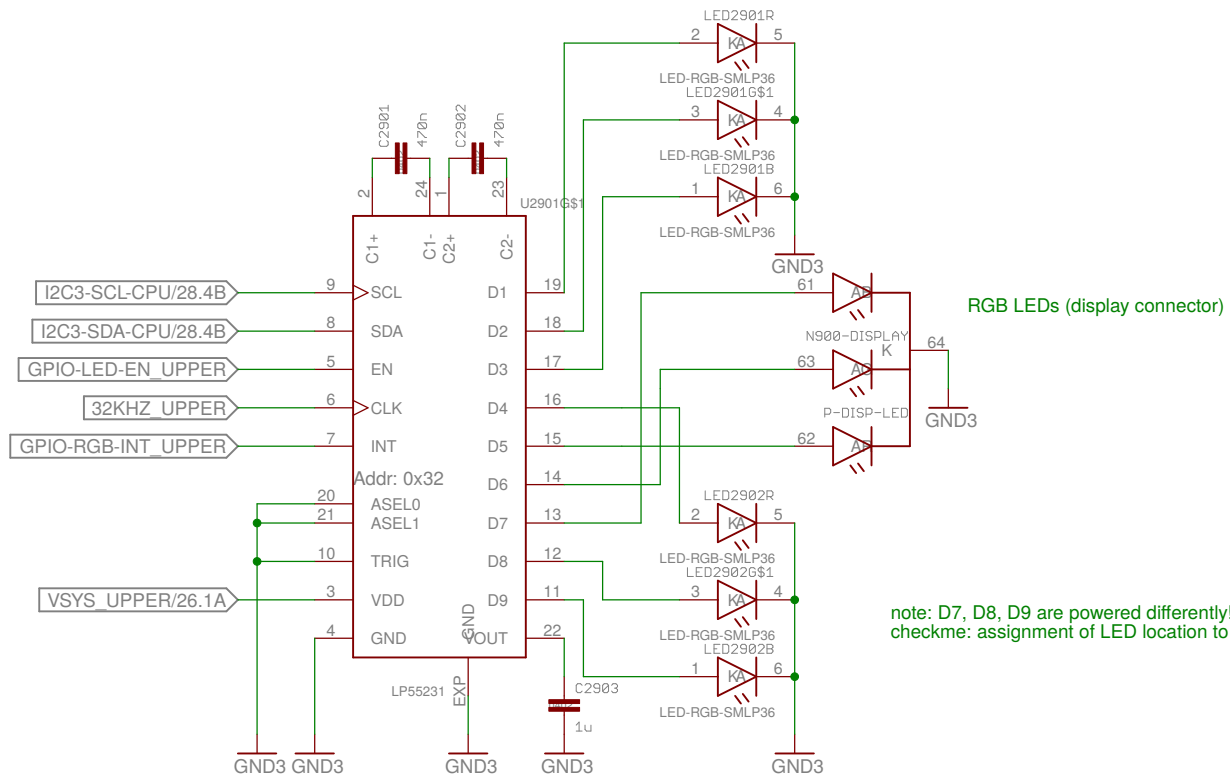 LED2901R
2
KA
5
LED-RGB-SMLP36
LED2901G$1
3
KA
4
LED-RGB-SMLP36
LED2901B
1
KA
6
LED-RGB-SMLP36
GND3
C2901
470n
C2902
470n
2
24
1
23
U2901G$1
C1+
C1-
C2+
C2-
I2C3-SCL-CPU/28.4B
9
SCL
D1
19
I2C3-SDA-CPU/28.4B
8
SDA
D2
18
GPIO-LED-EN_UPPER
5
EN
D3
17
32KHZ_UPPER
6
CLK
D4
16
GPIO-RGB-INT_UPPER
7
INT
D5
15
Addr: 0x32
D6
14
20
ASEL0
21
ASEL1
D7
13
10
TRIG
D8
12
VSYS_UPPER/26.1A
3
VDD
D9
11
4
GND
GND
VOUT
22
LP55231
EXP
C2903
1u
61
RGB LEDs (display connector)
N900-DISPLAY
K
64
63
P-DISP-LED
GND3
62
LED2902R
2
KA
5
LED-RGB-SMLP36
LED2902G$1
3
KA
4
LED-RGB-SMLP36
LED2902B
1
KA
6
LED-RGB-SMLP36
note: D7, D8, D9 are powered differently!
checkme: assignment of LED location to
GND3
GND3
GND3
GND3
GND3